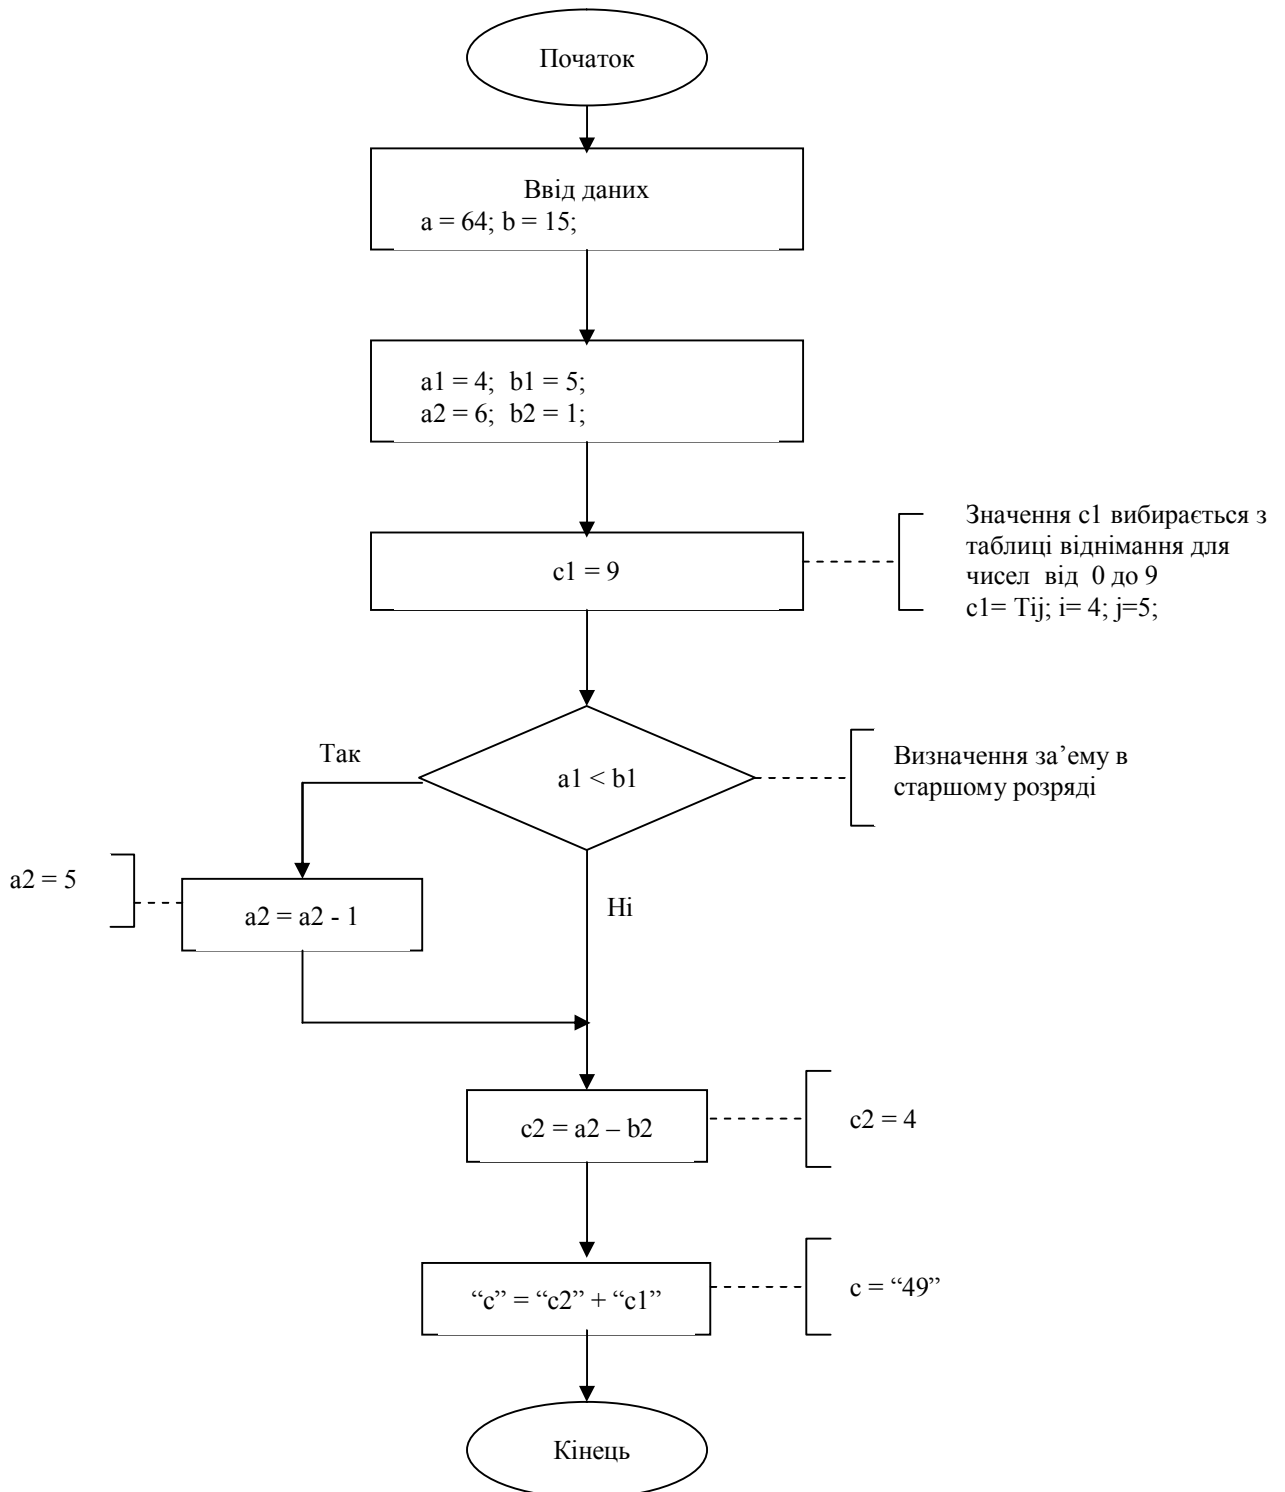 Початок
Ввід даних
a = 64; b = 15;
a1 = 4; b1 = 5;
a2 = 6; b2 = 1;
c1 = 9
Значення c1 вибирається з
таблиці віднімання для
чисел від 0 до 9
c1= Tij; i= 4; j=5;
Так
a1 < b1
Визначення за’ему в
старшому розряді
a2 = 5
a2 = a2 - 1
Ні
c2 = a2 – b2
c2 = 4
“c” = “c2” + “c1”
c = “49”
Кінець